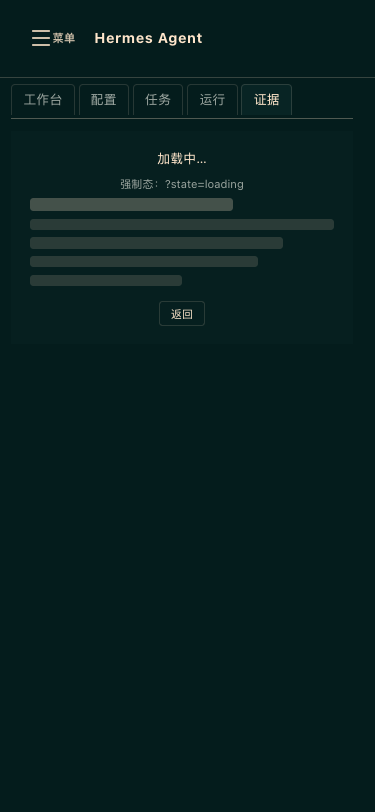 菜单 Hermes Agent
工作台 配置 任务 运行 证据
加载中…
强制态：?state=loading
返回